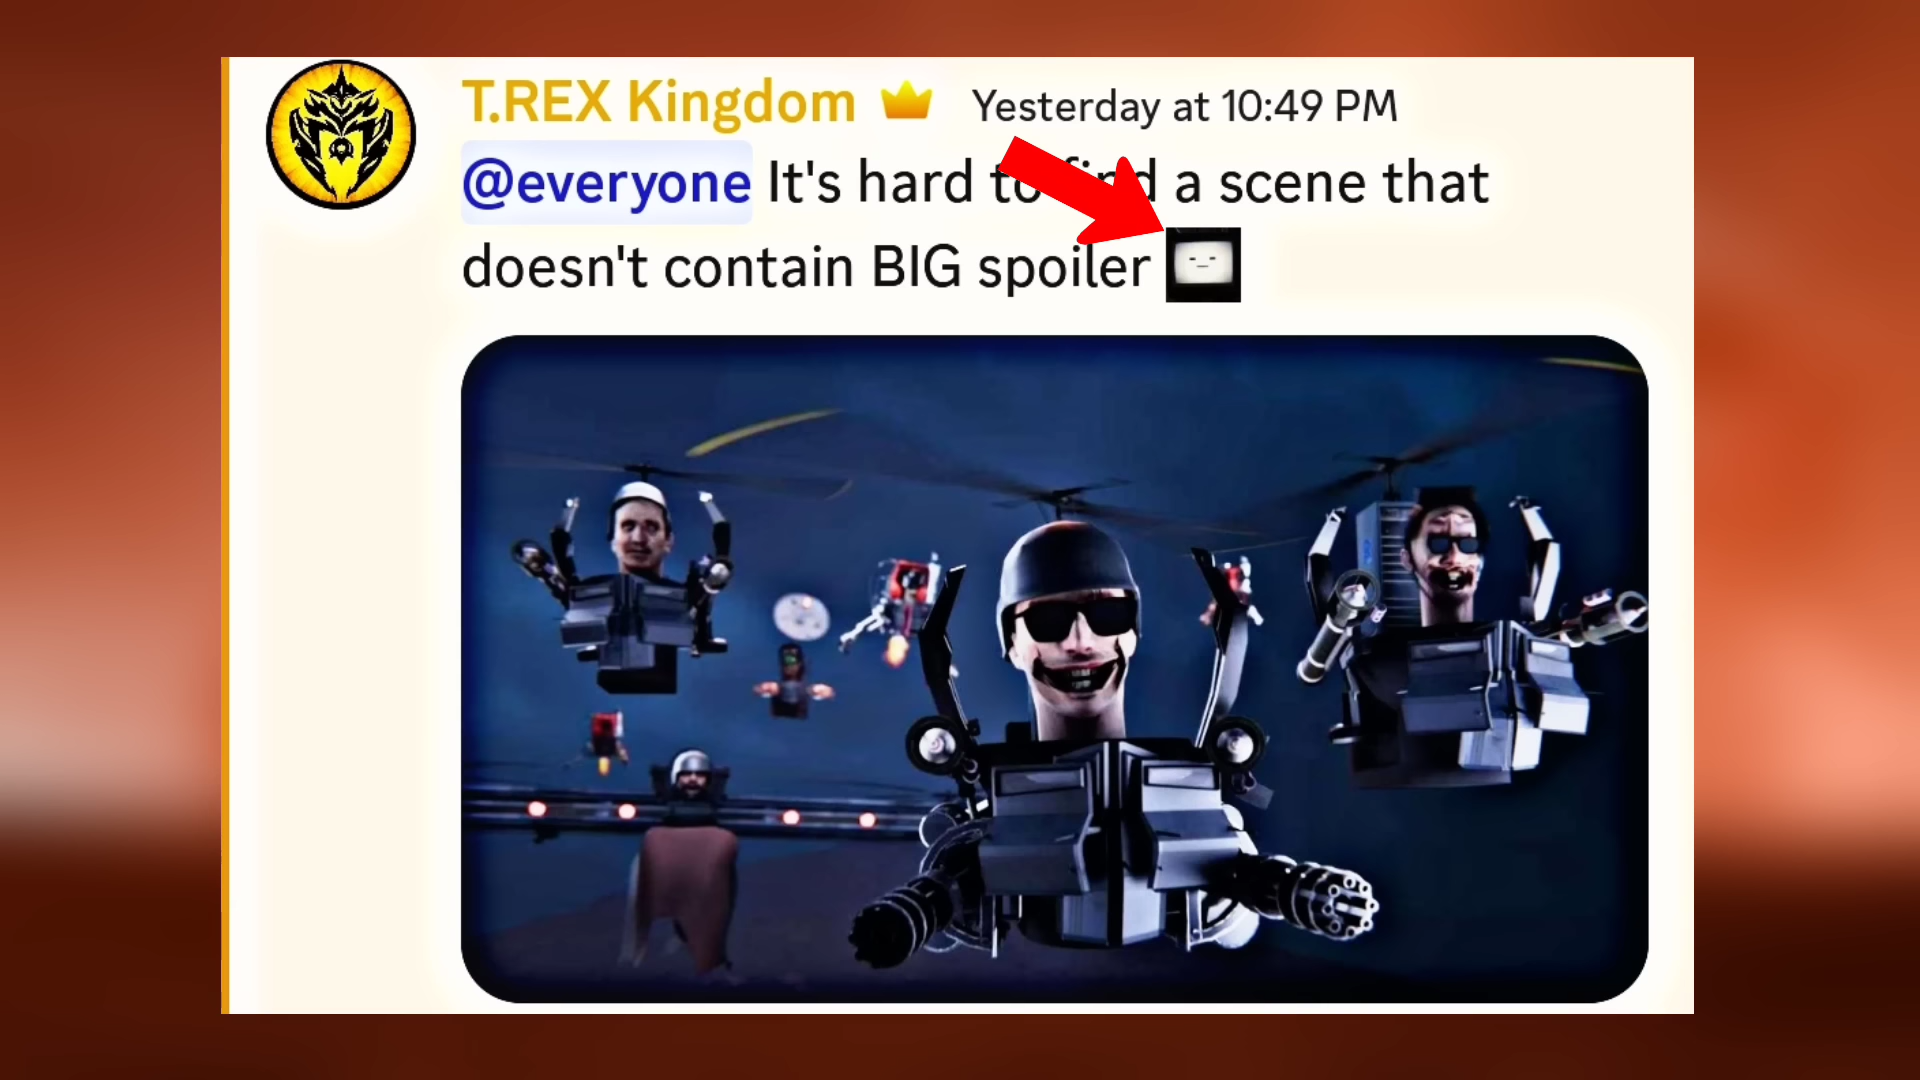 T.REX Kingdom Yesterday at 10:49 PM
@everyone It's hard to find a scene that
doesn't contain BIG spoiler